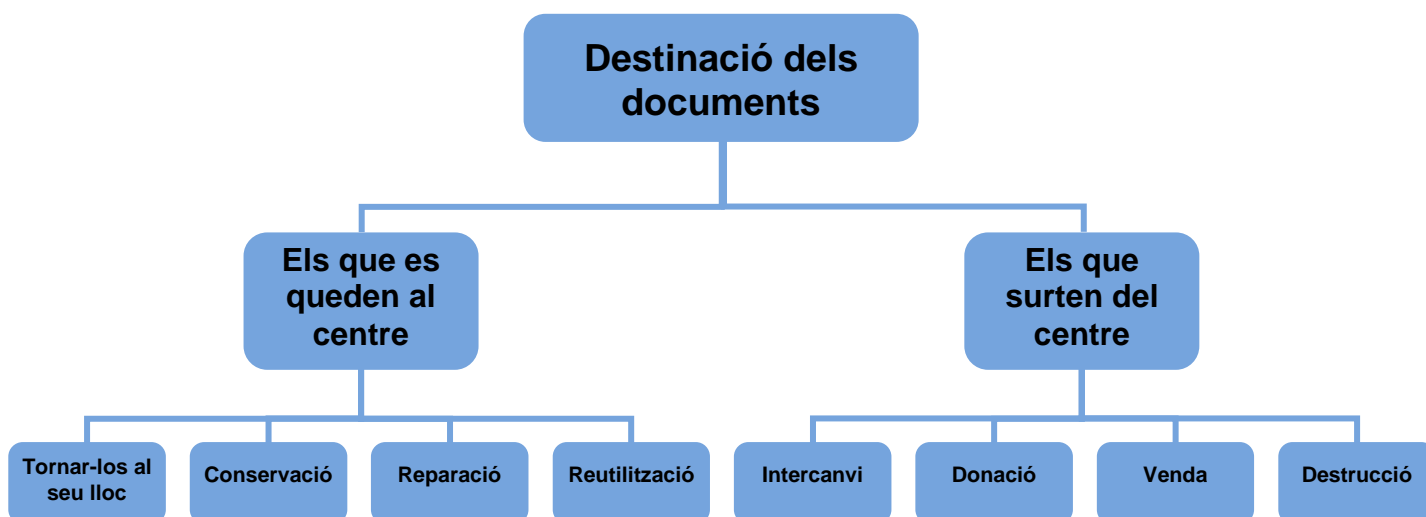 Destinació dels
documents
Els que es
queden al
centre
Els que
surten del
centre
Tornar-los al
seu lloc
Conservació
Reparació
Reutilització
Intercanvi
Donació
Venda
Destrucció